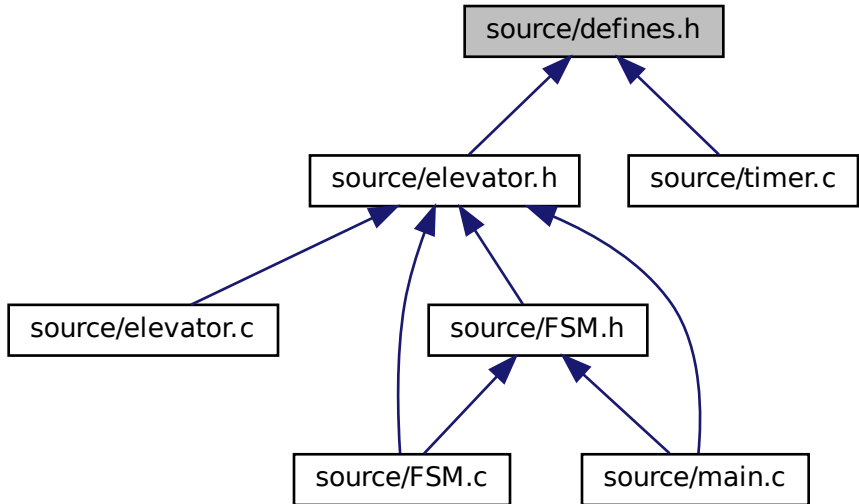 source/defines.h
source/elevator.h
source/timer.c
source/elevator.c
source/FSM.h
source/FSM.c
source/main.c